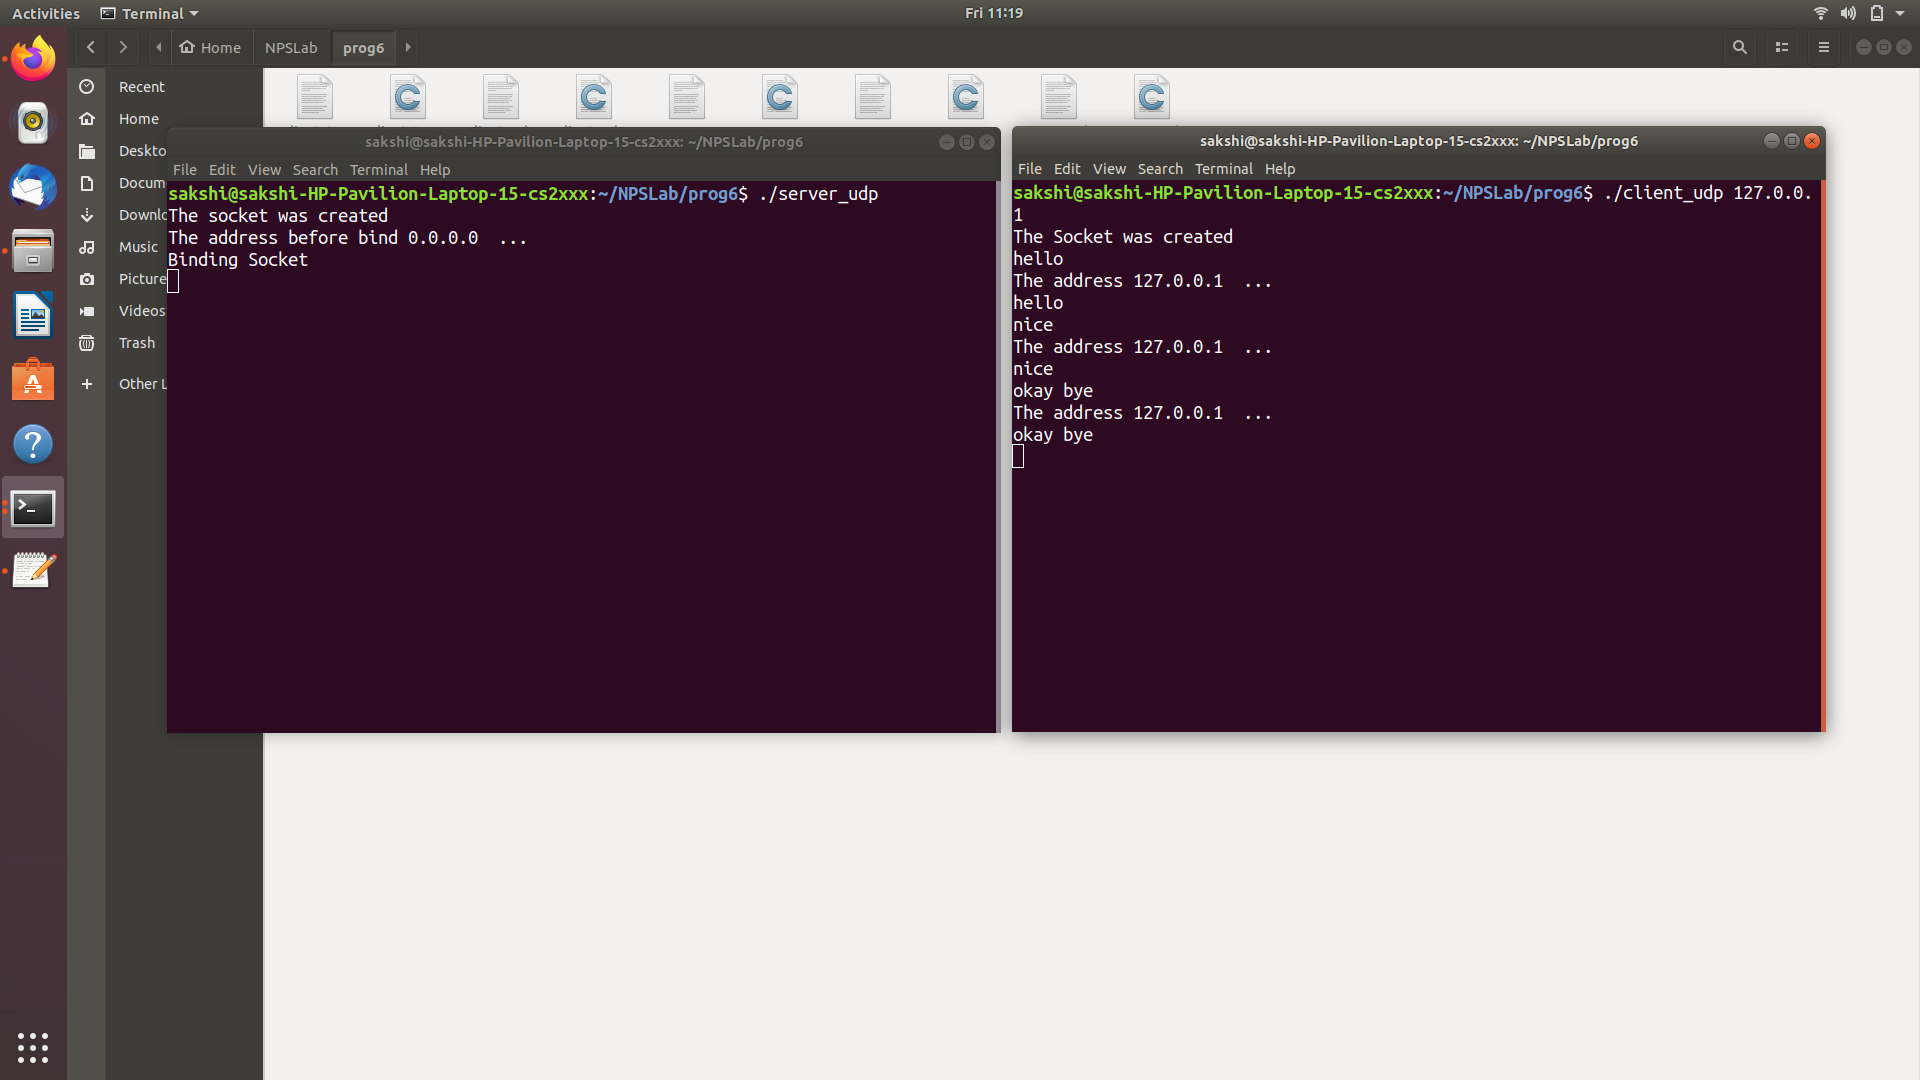 Activities Terminal Fri 11:19
Home NPSLab prog6
Recent
Home
Deskto
Docum
Downlo
Music
Picture
Videos
Trash
Other L
sakshi@sakshi-HP-Pavilion-Laptop-15-cs2xxx: ~/NPSLab/prog6
File Edit View Search Terminal Help
sakshi@sakshi-HP-Pavilion-Laptop-15-cs2xxx:~/NPSLab/prog6$ ./server_udp
The socket was created
The address before bind 0.0.0.0 ...
Binding Socket
sakshi@sakshi-HP-Pavilion-Laptop-15-cs2xxx: ~/NPSLab/prog6
File Edit View Search Terminal Help
sakshi@sakshi-HP-Pavilion-Laptop-15-cs2xxx:~/NPSLab/prog6$ ./client_udp 127.0.0.
1
The Socket was created
hello
The address 127.0.0.1 ...
hello
nice
The address 127.0.0.1 ...
nice
okay bye
The address 127.0.0.1 ...
okay bye